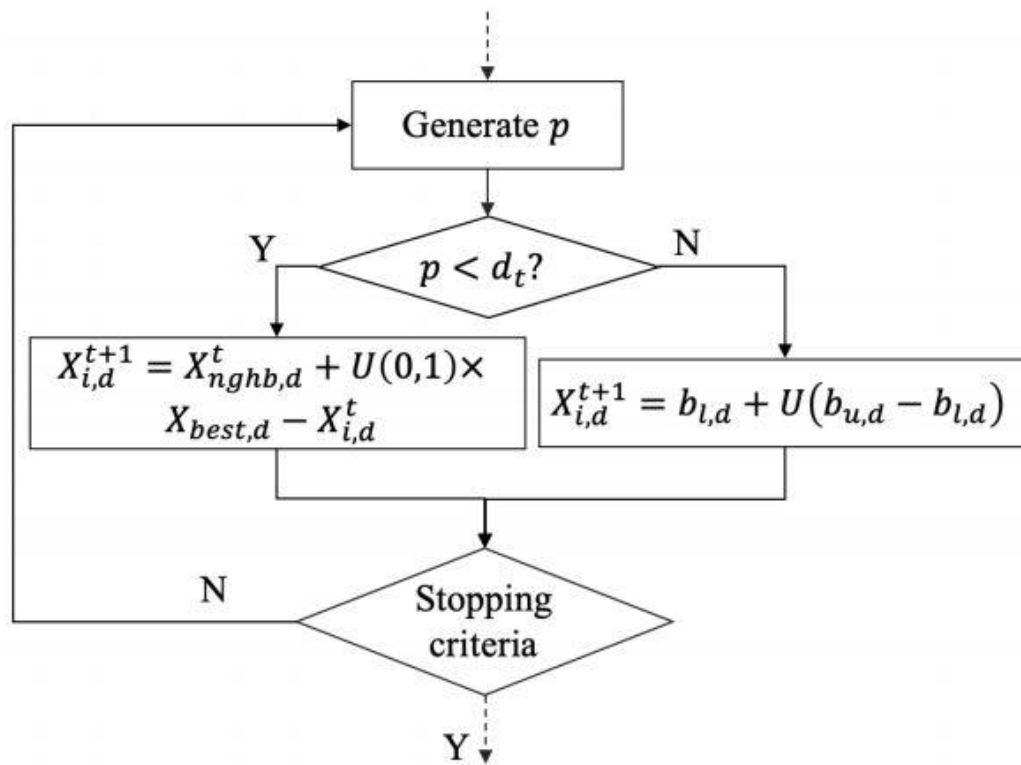 Generate p
Y
N
p < d_t?
X_{i,d}^{t+1} = X_{nghb,d}^{t} + U(0,1)×
X_{best,d} − X_{i,d}^{t}
X_{i,d}^{t+1} = b_{l,d} + U(b_{u,d} − b_{l,d})
N
Stopping
criteria
Y